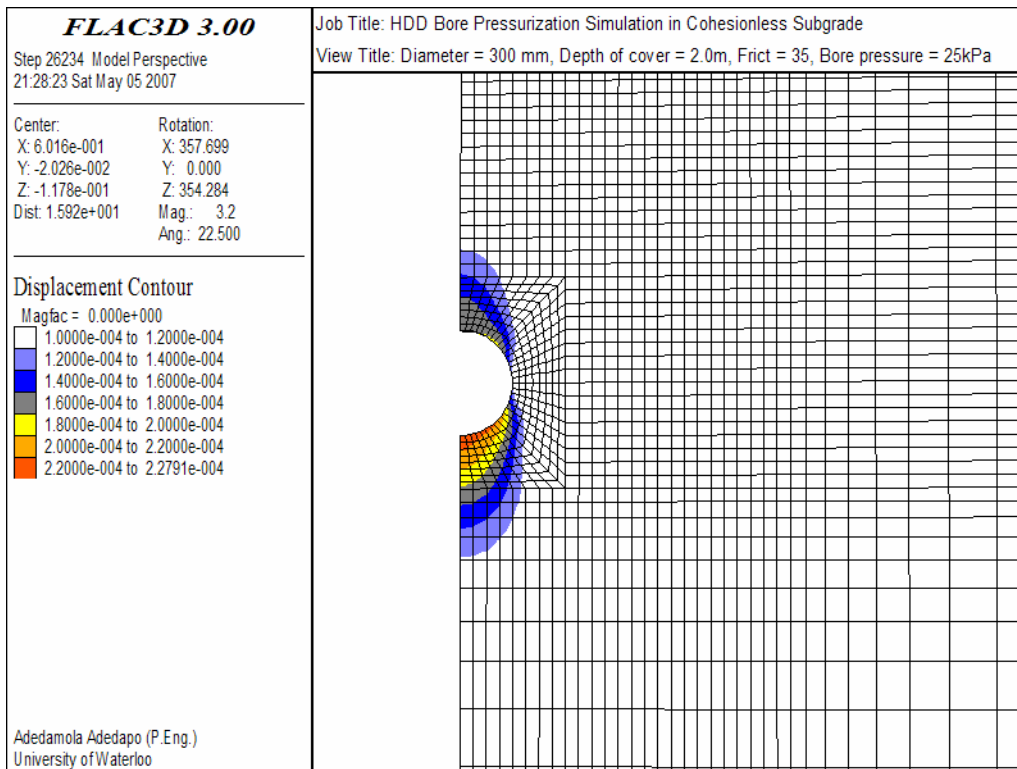 FLAC3D 3.00
Step 26234 Model Perspective
21:28:23 Sat May 05 2007
Center:
X: 6.016e-001
Y: -2.026e-002
Z: -1.178e-001
Dist: 1.592e+001
Rotation:
X: 357.699
Y: 0.000
Z: 354.284
Mag.: 3.2
Ang.: 22.500
Displacement Contour
Magfac = 0.000e+000
1.0000e-004 to 1.2000e-004
1.2000e-004 to 1.4000e-004
1.4000e-004 to 1.6000e-004
1.6000e-004 to 1.8000e-004
1.8000e-004 to 2.0000e-004
2.0000e-004 to 2.2000e-004
2.2000e-004 to 2.2791e-004
Adedamola Adedapo (P.Eng.)
University of Waterloo
Job Title: HDD Bore Pressurization Simulation in Cohesionless Subgrade
View Title: Diameter = 300 mm, Depth of cover = 2.0m, Frict = 35, Bore pressure = 25kPa